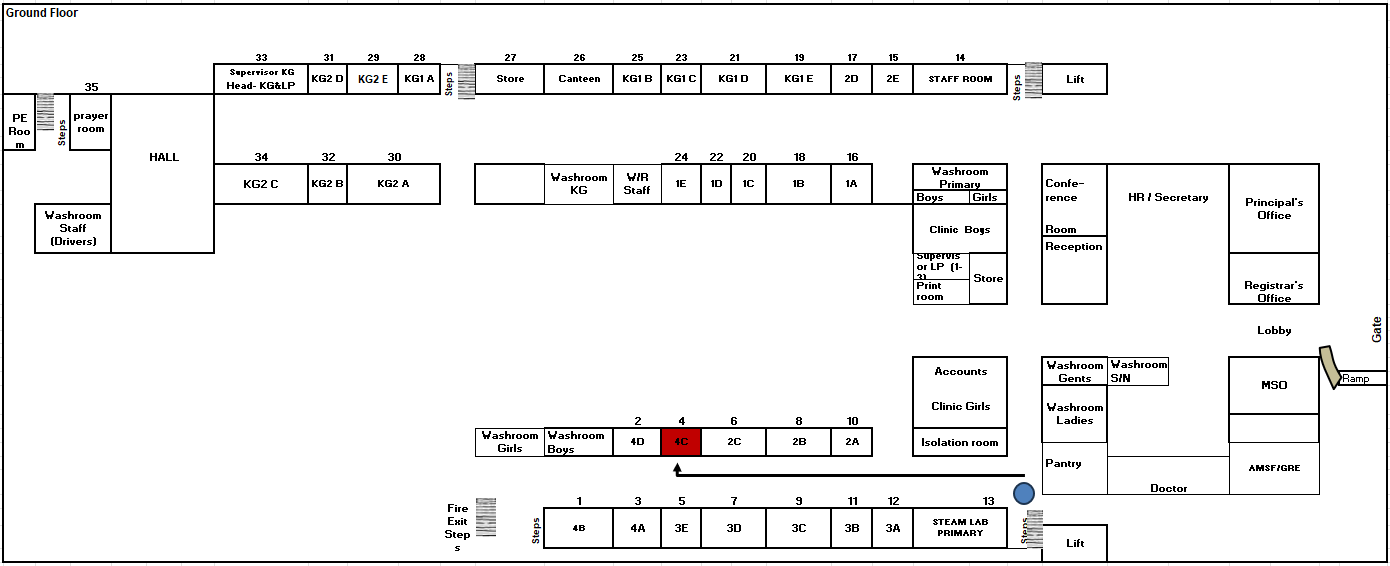 Ground Floor
33 31 29 28 27 26 25 23 21 19 17 15 14
Supervisor KG
Head- KG&LP
KG2 D
KG2 E
KG1 A
Steps
Store
Canteen
KG1 B
KG1 C
KG1 D
KG1 E
2D
2E
STAFF ROOM
Steps
Lift
PE
Roo
m
Steps
35
prayer
room
HALL
Washroom
Staff
(Drivers)
34 32 30 24 22 20 18 16
KG2 C
KG2 B
KG2 A
Washroom
KG
W/R
Staff
1E
1D
1C
1B
1A
Washroom
Primary
Boys
Girls
Clinic Boys
Supervis
or LP (1-
3)
Print
room
Store
Confe-
rence
Room
Reception
HR / Secretary
Principal's
Office
Registrar's
Office
Lobby
Gate
Ramp
Accounts
Clinic Girls
Isolation room
Washroom
Gents
Washroom
S/N
Washroom
Ladies
Pantry
Doctor
MSO
AMSF/GRE
2 4 6 8 10
Washroom
Girls
Washroom
Boys
4D
4C
2C
2B
2A
Fire
Exit
Step
s
Steps
1 3 5 7 9 11 12 13
4B
4A
3E
3D
3C
3B
3A
STEAM LAB
PRIMARY
Steps
Lift